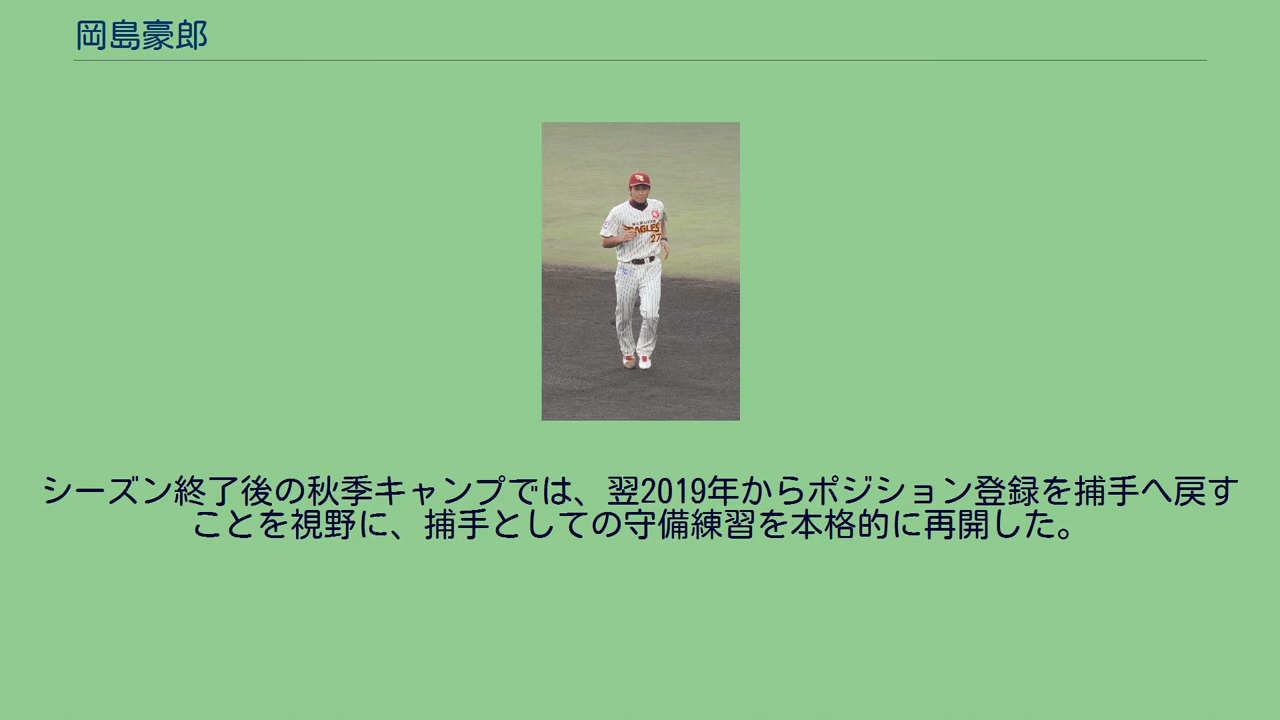 岡島豪郎
EAGLES
27
シーズン終了後の秋季キャンプでは、翌2019年からポジション登録を捕手へ戻す
ことを視野に、捕手としての守備練習を本格的に再開した。